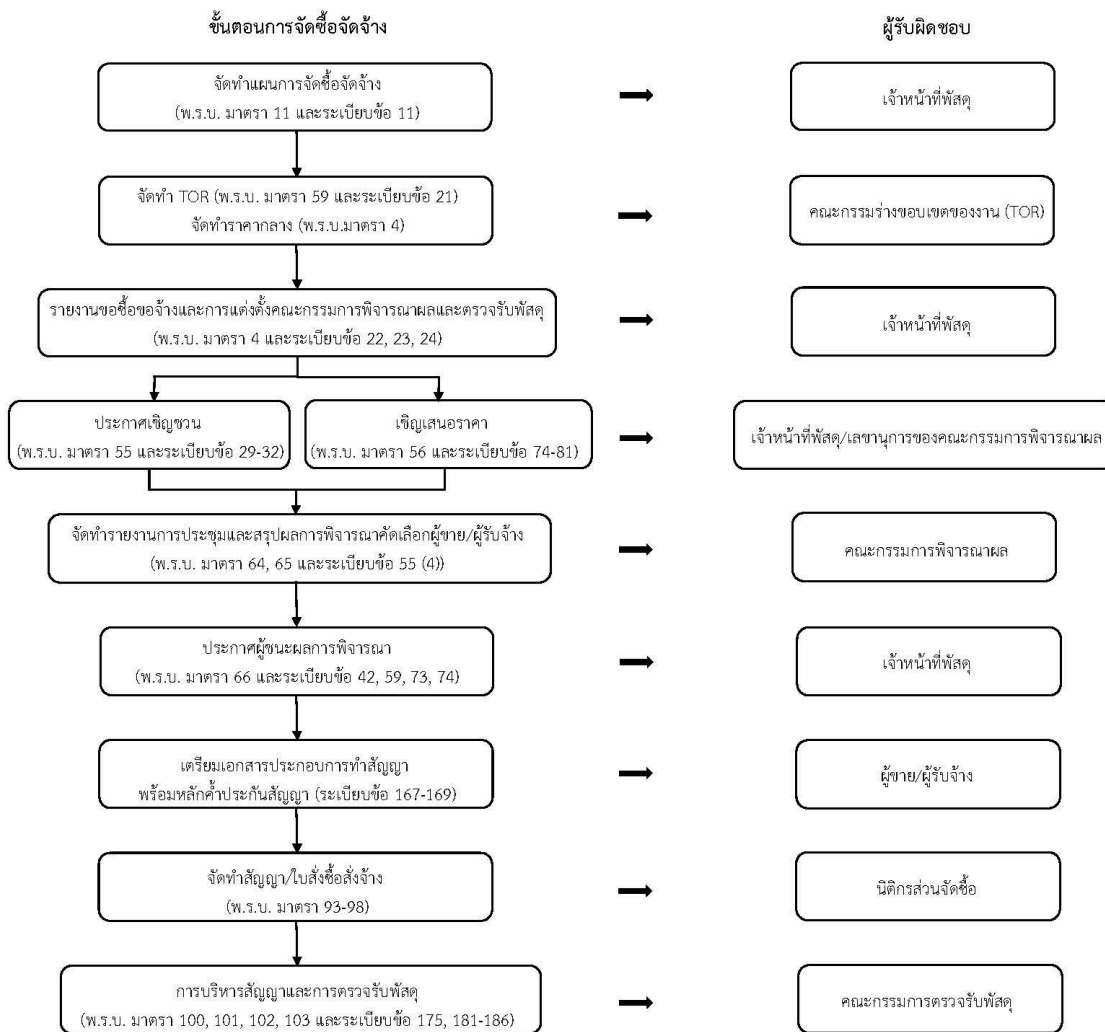 ขั้นตอนการจัดซื้อจัดจ้าง
ผู้รับผิดชอบ
จัดทำแผนการจัดซื้อจัดจ้าง
(พ.ร.บ. มาตรา 11 และระเบียบข้อ 11)
เจ้าหน้าที่พัสดุ
จัดทำ TOR (พ.ร.บ. มาตรา 59 และระเบียบข้อ 21)
จัดทำราคากลาง (พ.ร.บ.มาตรา 4)
คณะกรรมร่างขอบเขตของงาน (TOR)
รายงานขอซื้อขอจ้างและการแต่งตั้งคณะกรรมการพิจารณาผลและตรวจรับพัสดุ
(พ.ร.บ. มาตรา 4 และระเบียบข้อ 22, 23, 24)
เจ้าหน้าที่พัสดุ
ประกาศเชิญชวน
(พ.ร.บ. มาตรา 55 และระเบียบข้อ 29-32)
เชิญเสนอราคา
(พ.ร.บ. มาตรา 56 และระเบียบข้อ 74-81)
เจ้าหน้าที่พัสดุ/เลขานุการของคณะกรรมการพิจารณาผล
จัดทำรายงานการประชุมและสรุปผลการพิจารณาคัดเลือกผู้ขาย/ผู้รับจ้าง
(พ.ร.บ. มาตรา 64, 65 และระเบียบข้อ 55 (4))
คณะกรรมการพิจารณาผล
ประกาศผู้ชนะผลการพิจารณา
(พ.ร.บ. มาตรา 66 และระเบียบข้อ 42, 59, 73, 74)
เจ้าหน้าที่พัสดุ
เตรียมเอกสารประกอบการทำสัญญา
พร้อมหลักค้ำประกันสัญญา (ระเบียบข้อ 167-169)
ผู้ขาย/ผู้รับจ้าง
จัดทำสัญญา/ใบสั่งซื้อสั่งจ้าง
(พ.ร.บ. มาตรา 93-98)
นิติกรส่วนจัดซื้อ
การบริหารสัญญาและการตรวจรับพัสดุ
(พ.ร.บ. มาตรา 100, 101, 102, 103 และระเบียบข้อ 175, 181-186)
คณะกรรมการตรวจรับพัสดุ